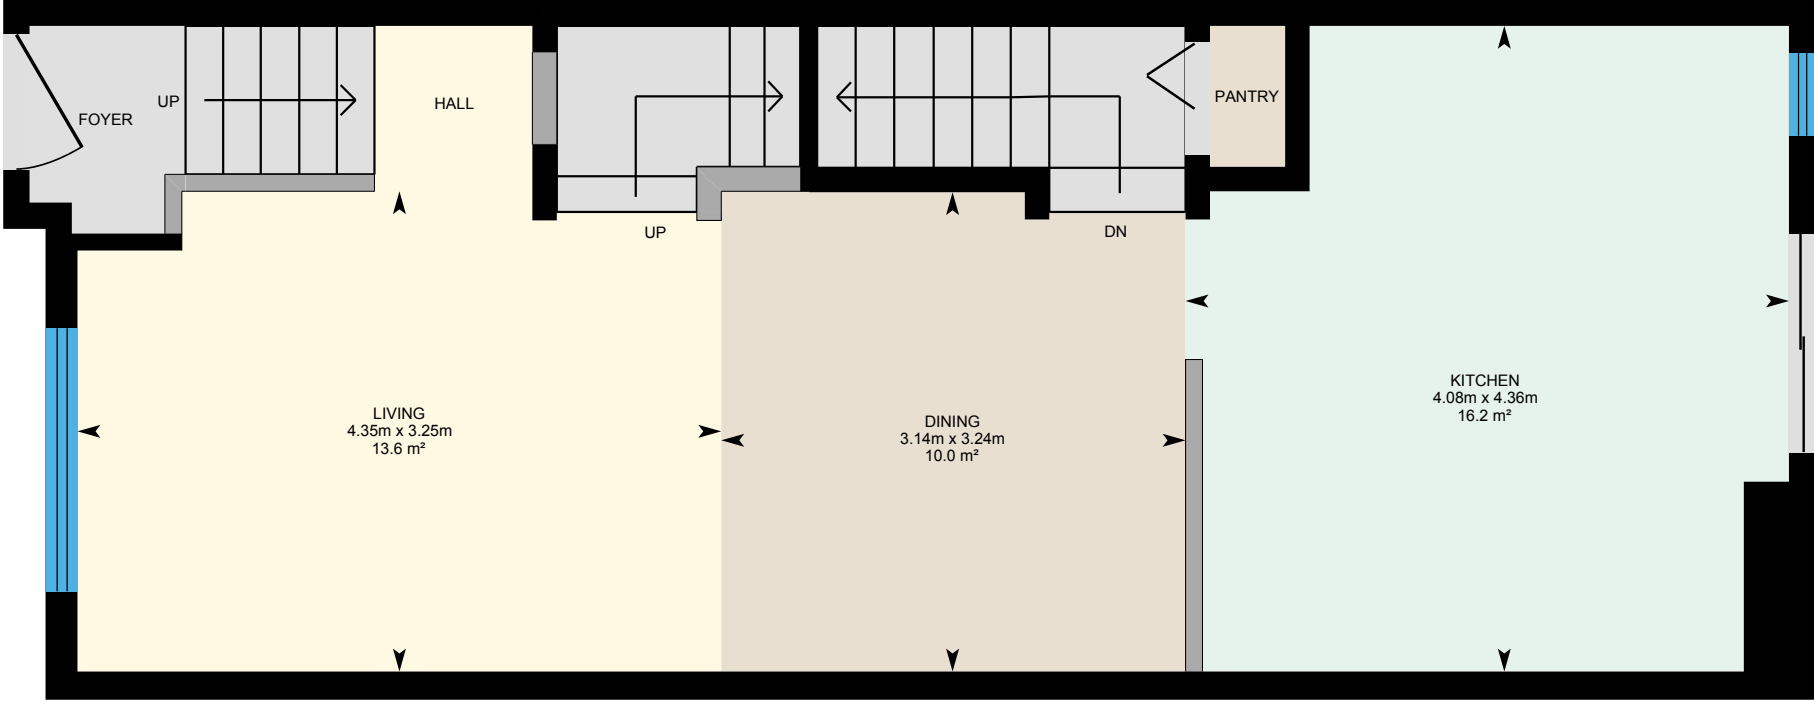 UP
FOYER
HALL
PANTRY
UP
DN
LIVING
4.35m x 3.25m
13.6 m²
DINING
3.14m x 3.24m
10.0 m²
KITCHEN
4.08m x 4.36m
16.2 m²